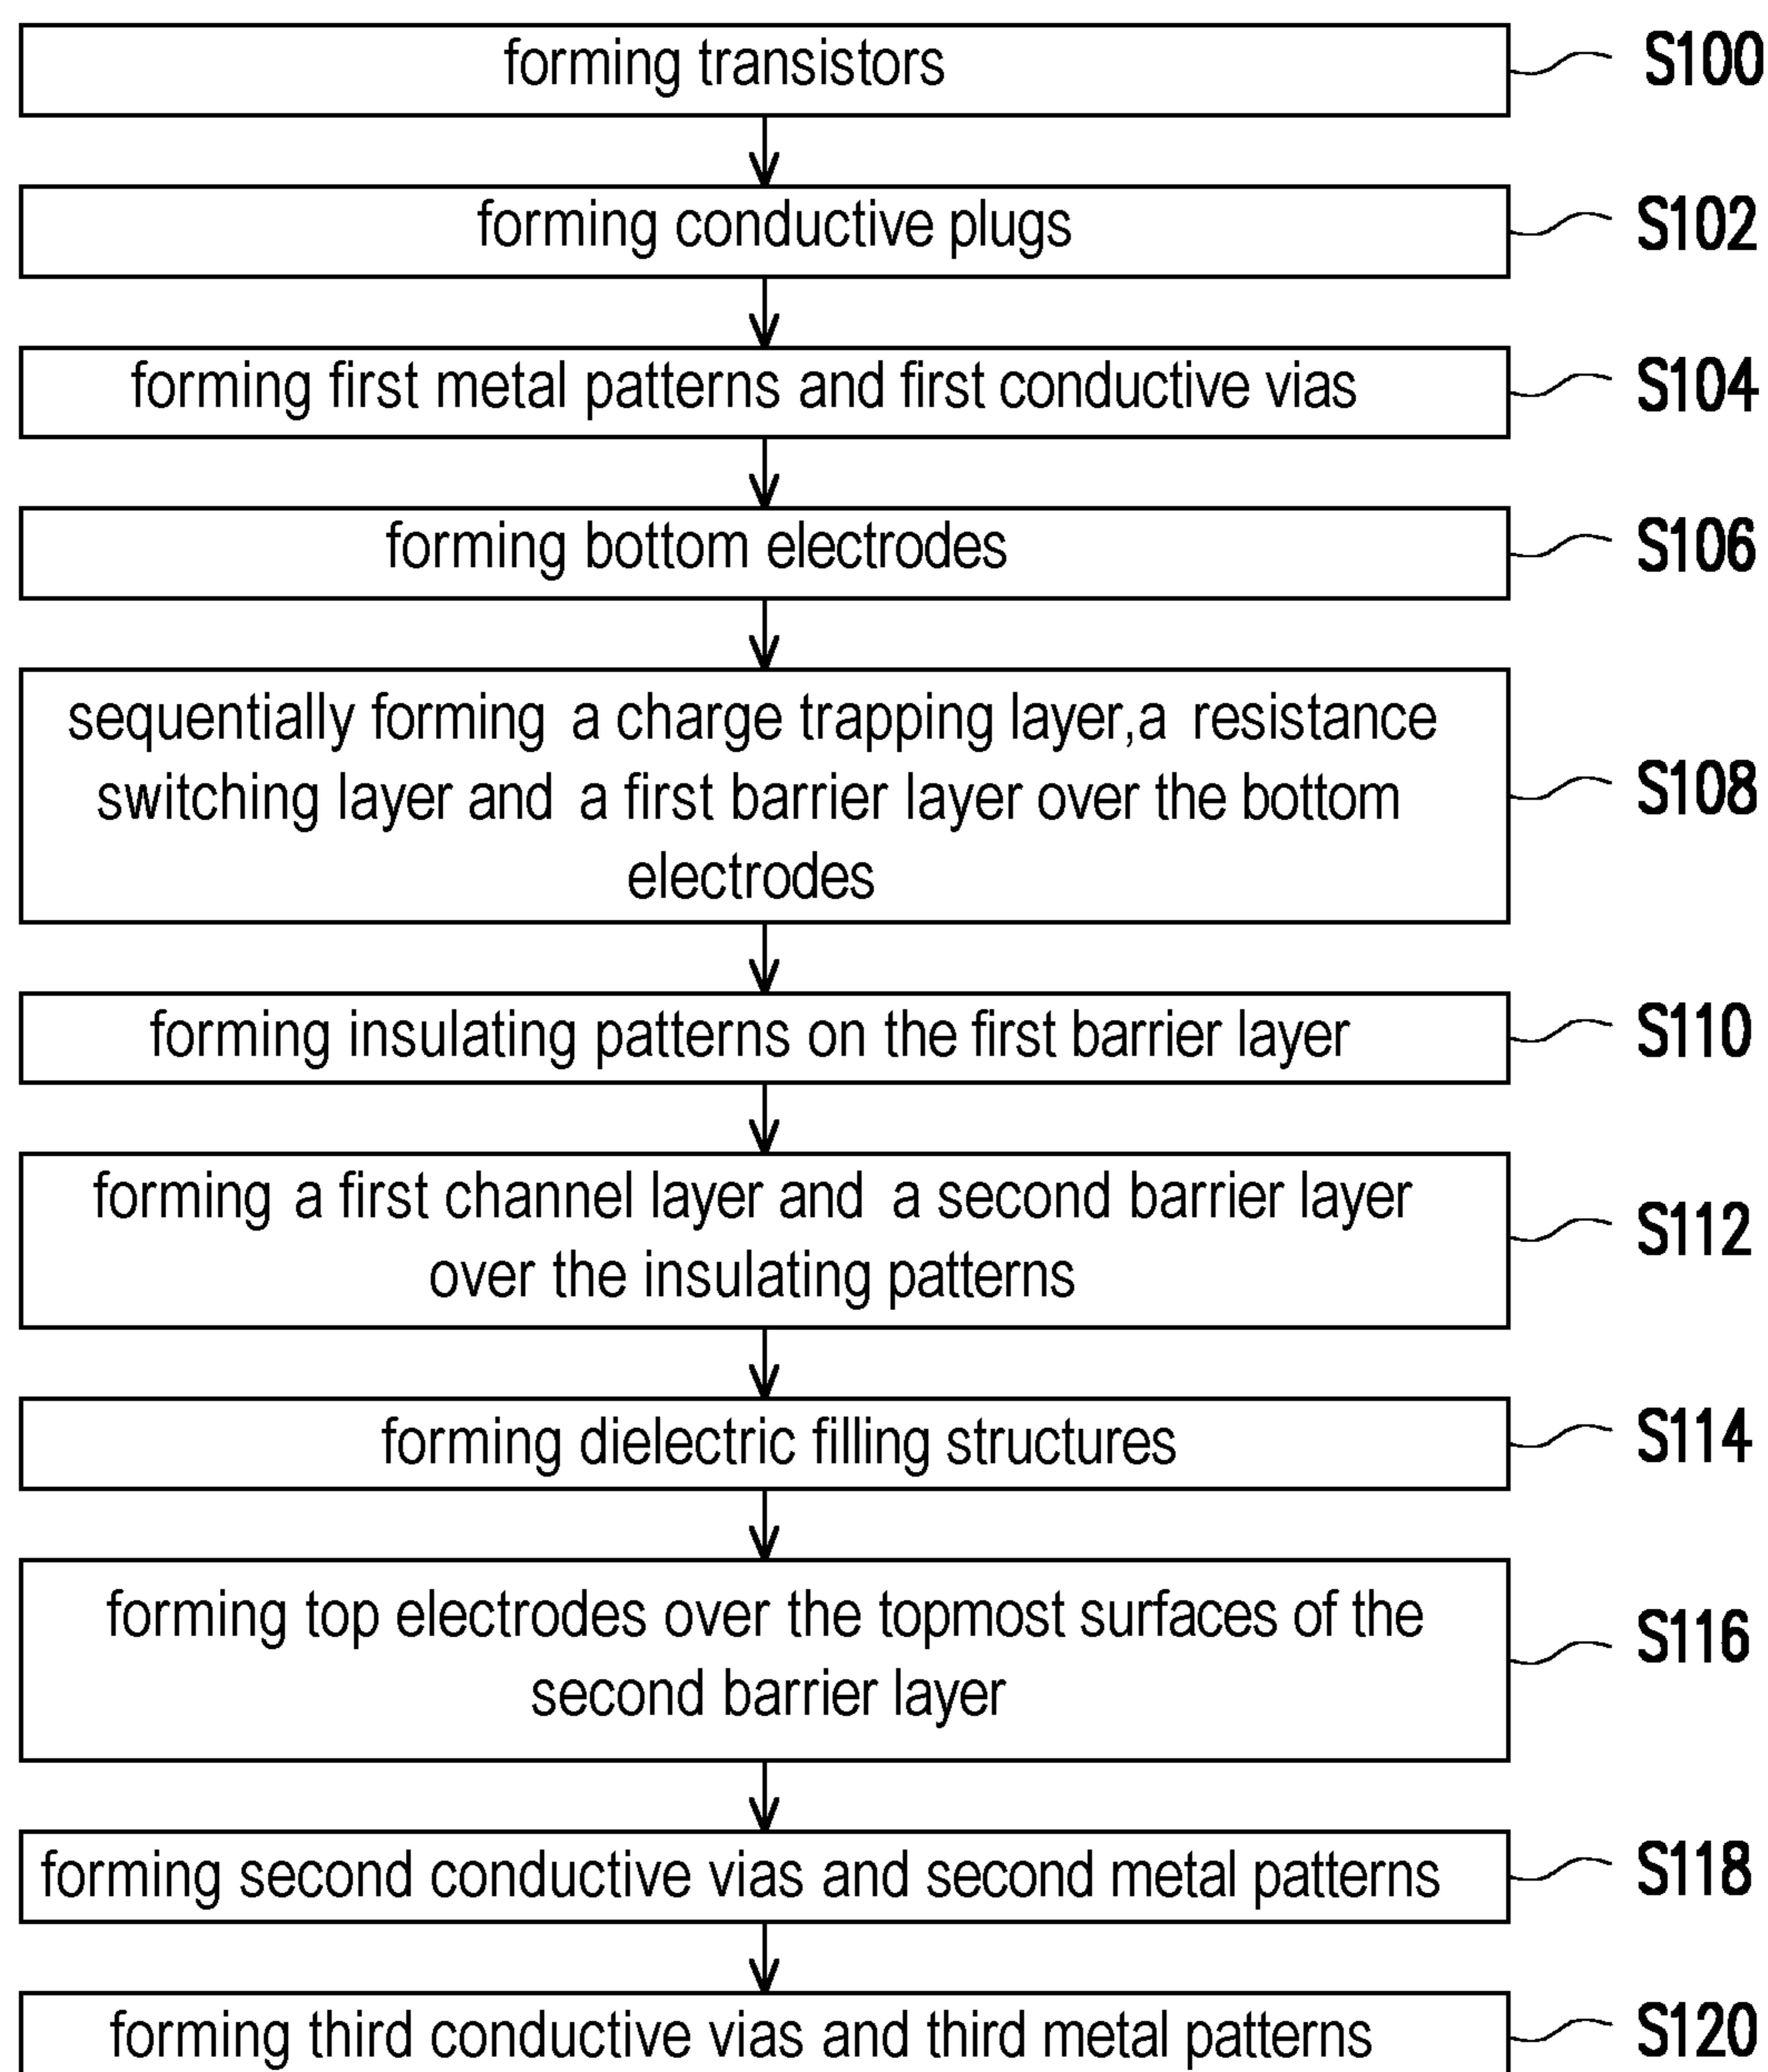 forming transistors
S100
forming conductive plugs
S102
forming first metal patterns and first conductive vias
S104
forming bottom electrodes
S106
sequentially forming a charge trapping layer,a resistance
switching layer and a first barrier layer over the bottom
electrodes
S108
forming insulating patterns on the first barrier layer
S110
forming a first channel layer and a second barrier layer
over the insulating patterns
S112
forming dielectric filling structures
S114
forming top electrodes over the topmost surfaces of the
second barrier layer
S116
forming second conductive vias and second metal patterns
S118
forming third conductive vias and third metal patterns
S120